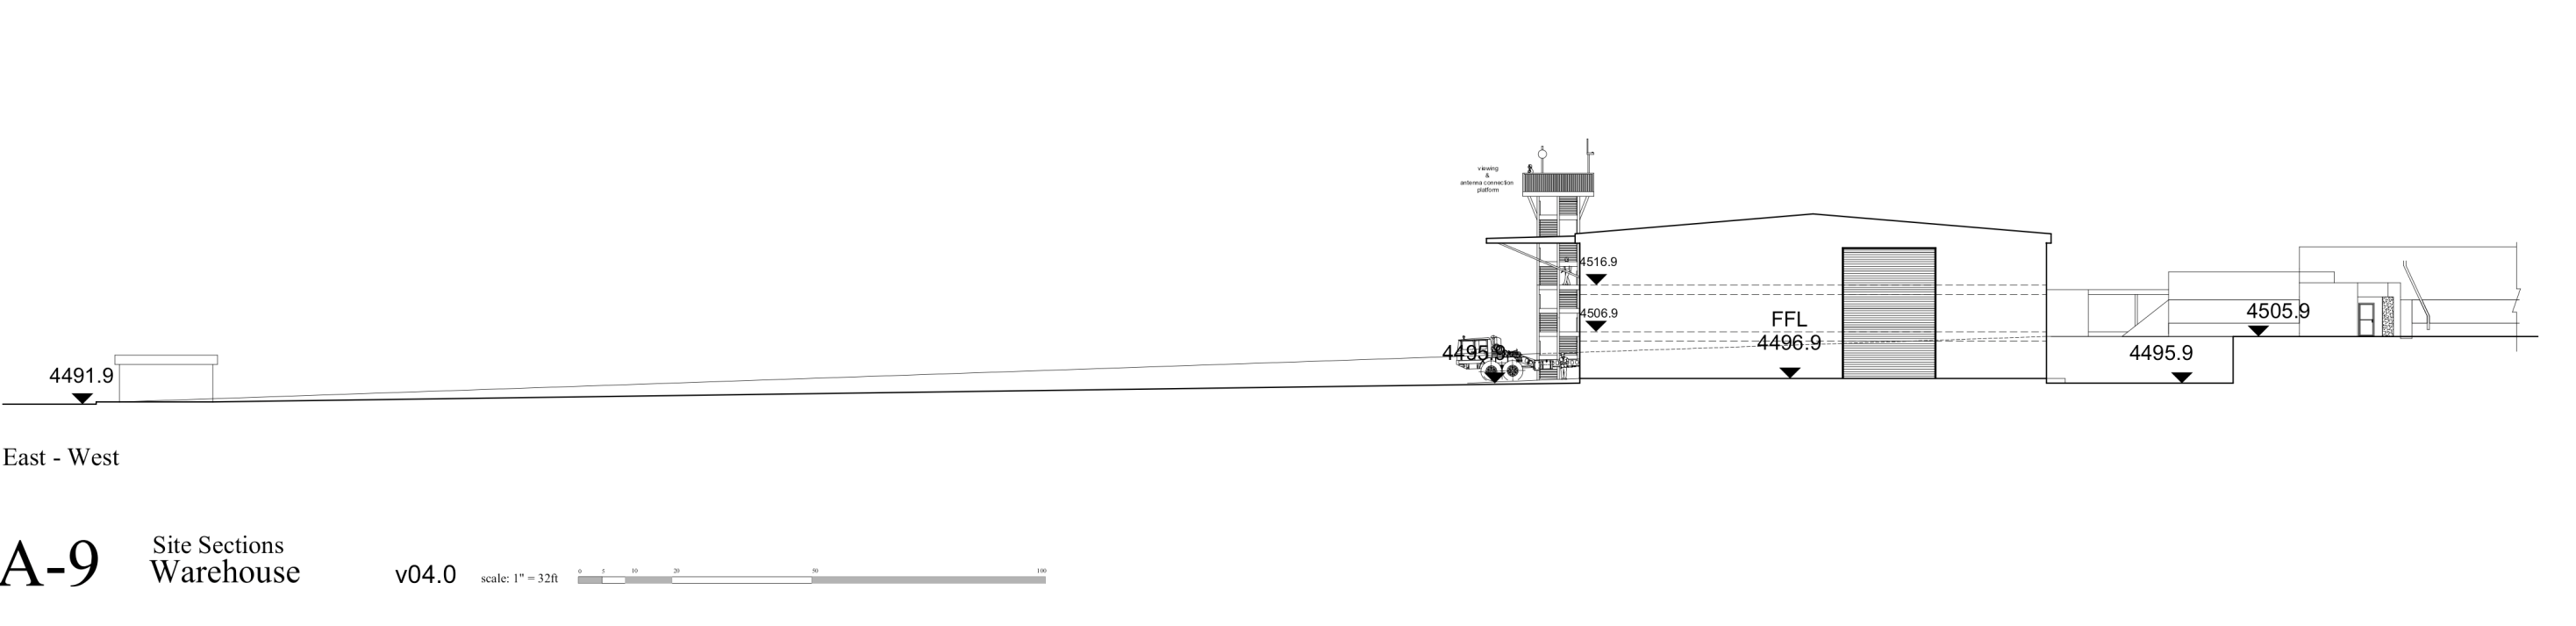 viewing
&
antenna connection
platform
4516.9
4506.9
FFL
4496.9
4495.9
4491.9
4505.9
4495.9
East - West
A-9
Site Sections
Warehouse
v04.0
scale: 1" = 32ft
0 5 10 20 50 100